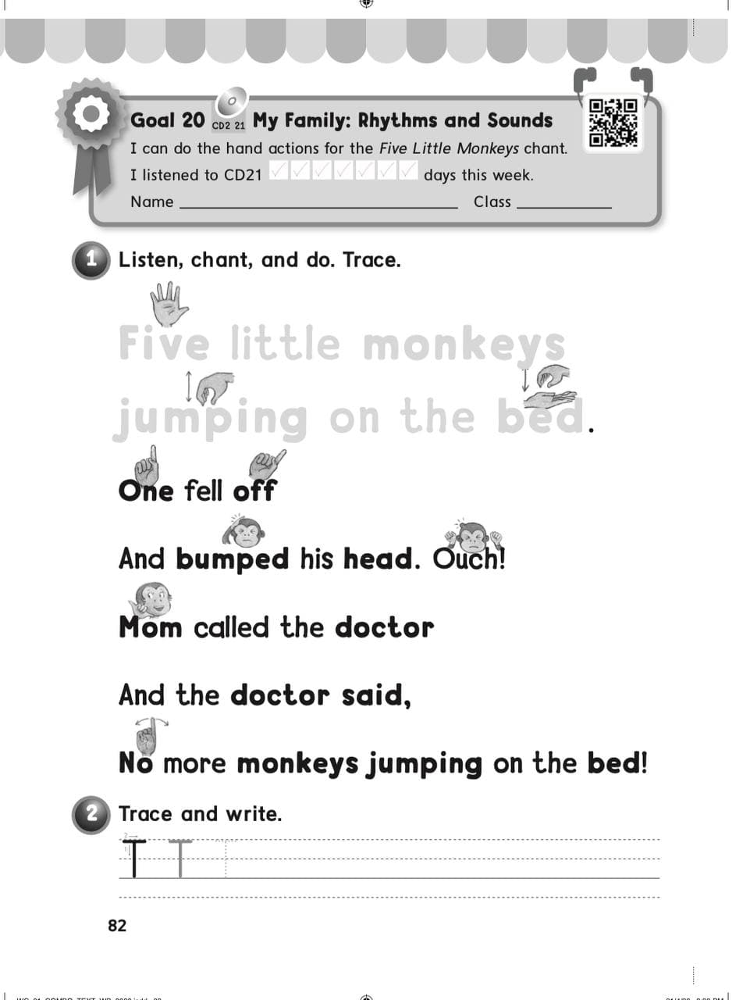 Goal 20 CD2 21 My Family: Rhythms and Sounds
I can do the hand actions for the Five Little Monkeys chant.
I listened to CD21 days this week.
Name Class
1 Listen, chant, and do. Trace.
Five little monkeys
jumping on the bed.
One fell off
And bumped his head. Ouch!
Mom called the doctor
And the doctor said,
No more monkeys jumping on the bed!
2 Trace and write.
2 1 T T T
82